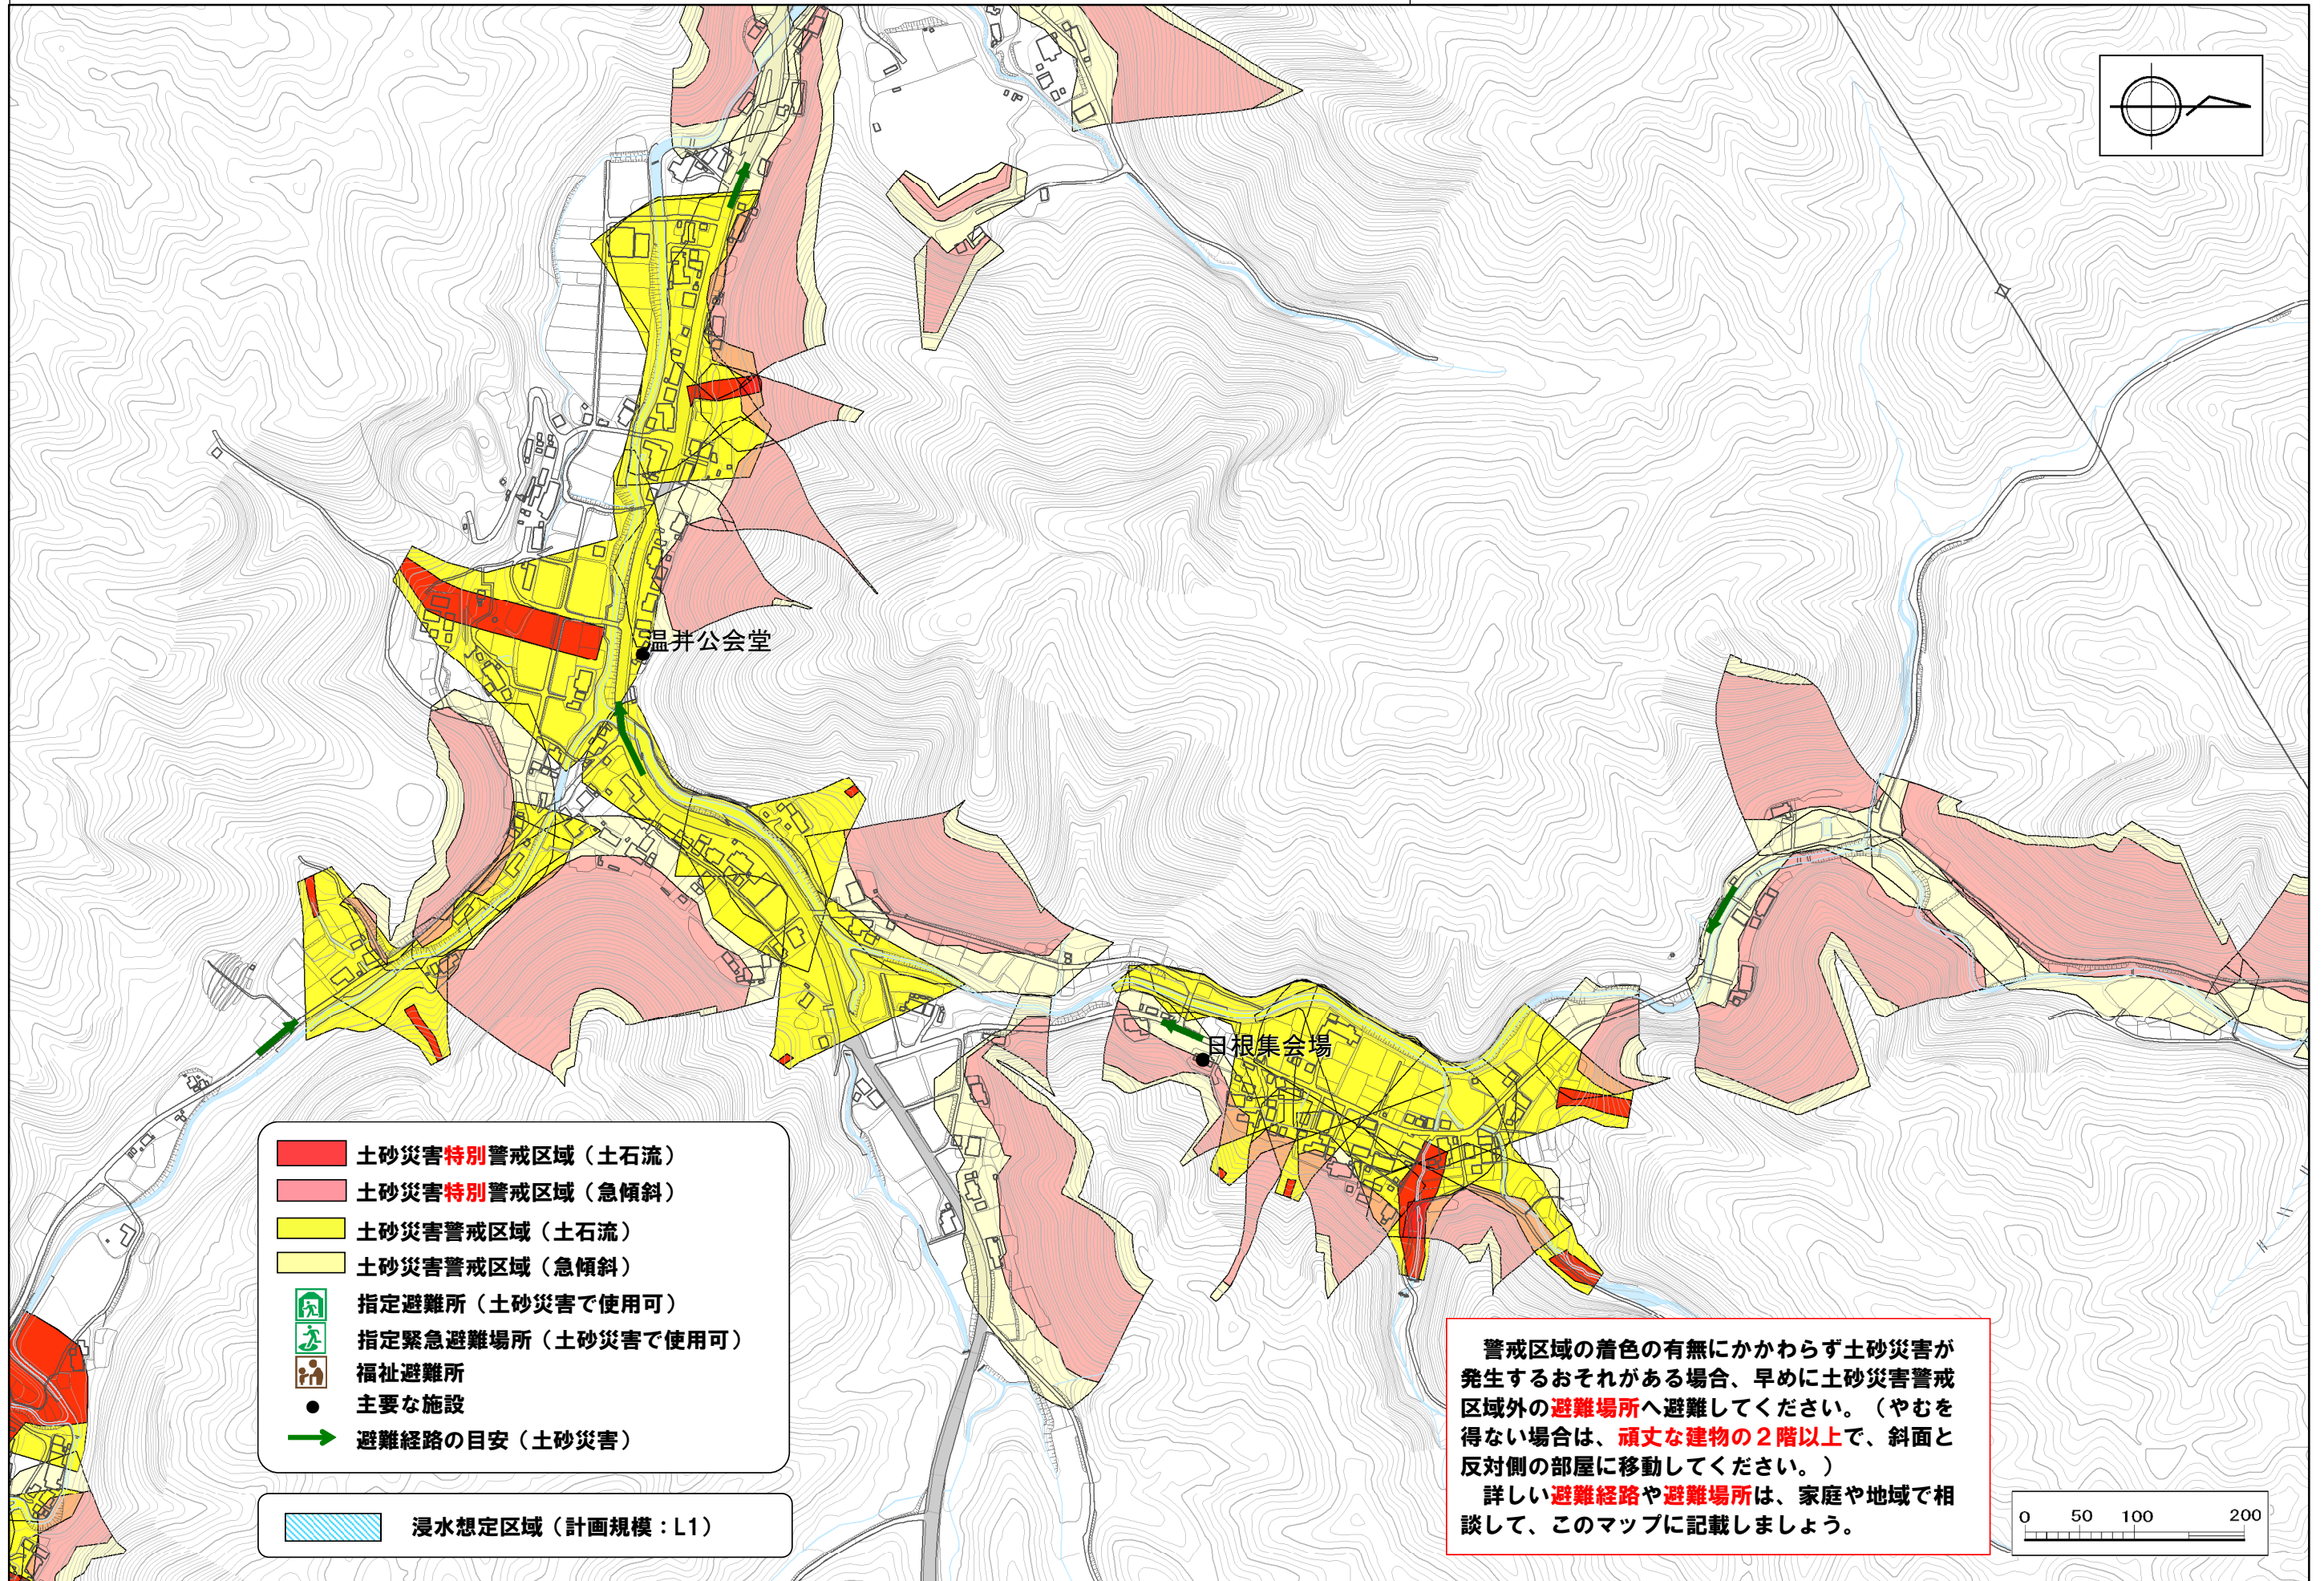 温井公会堂
日根集会場
土砂災害特別警戒区域（土石流）
土砂災害特別警戒区域（急傾斜）
土砂災害警戒区域（土石流）
土砂災害警戒区域（急傾斜）
指定避難所（土砂災害で使用可）
指定緊急避難場所（土砂災害で使用可）
福祉避難所
主要な施設
避難経路の目安（土砂災害）
浸水想定区域（計画規模：L1）
警戒区域の着色の有無にかかわらず土砂災害が
発生するおそれがある場合、早めに土砂災害警戒
区域外の避難場所へ避難してください。（やむを
得ない場合は、頑丈な建物の２階以上で、斜面と
反対側の部屋に移動してください。）
詳しい避難経路や避難場所は、家庭や地域で相
談して、このマップに記載しましょう。
0 50 100 200